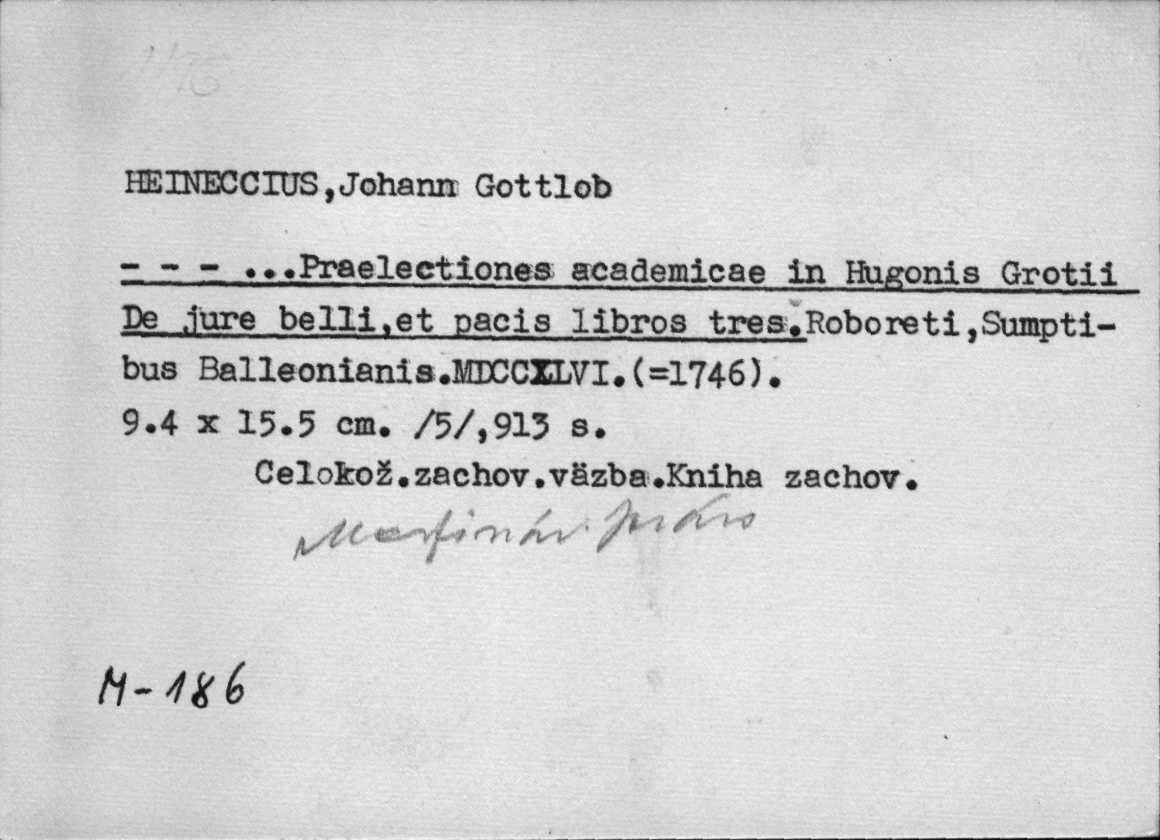 HEINECCIUS,Johann Gottlob
- - - ...Praelectiones academicae in Hugonis Grotii
De jure belli,et pacis libros tres.Roboreti,Sumpti-
bus Balleonianis.MDCCXLVI.(=1746).
9.4 x 15.5 cm. /5/,913 s.
Celokož.zachov.väzba.Kniha zachov.
M-186